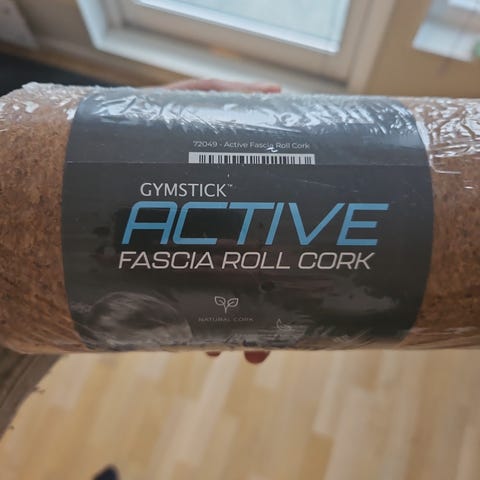 72049 - Active Fascia Roll Cork
GYMSTICK™
ACTIVE
FASCIA ROLL CORK
NATURAL CORK